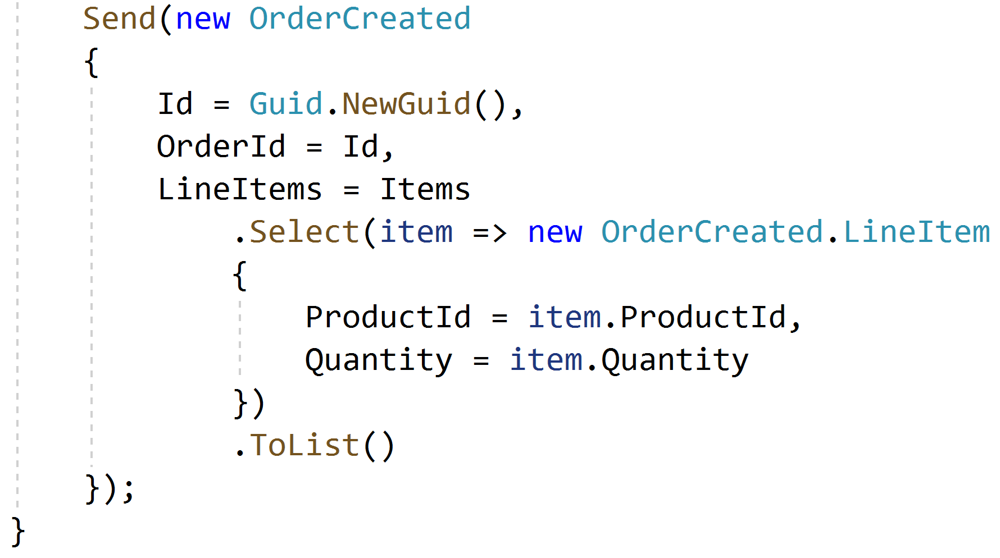 Send(new OrderCreated
{
Id = Guid.NewGuid(),
OrderId = Id,
LineItems = Items
.Select(item => new OrderCreated.LineItem
{
ProductId = item.ProductId,
Quantity = item.Quantity
})
.ToList()
});
}